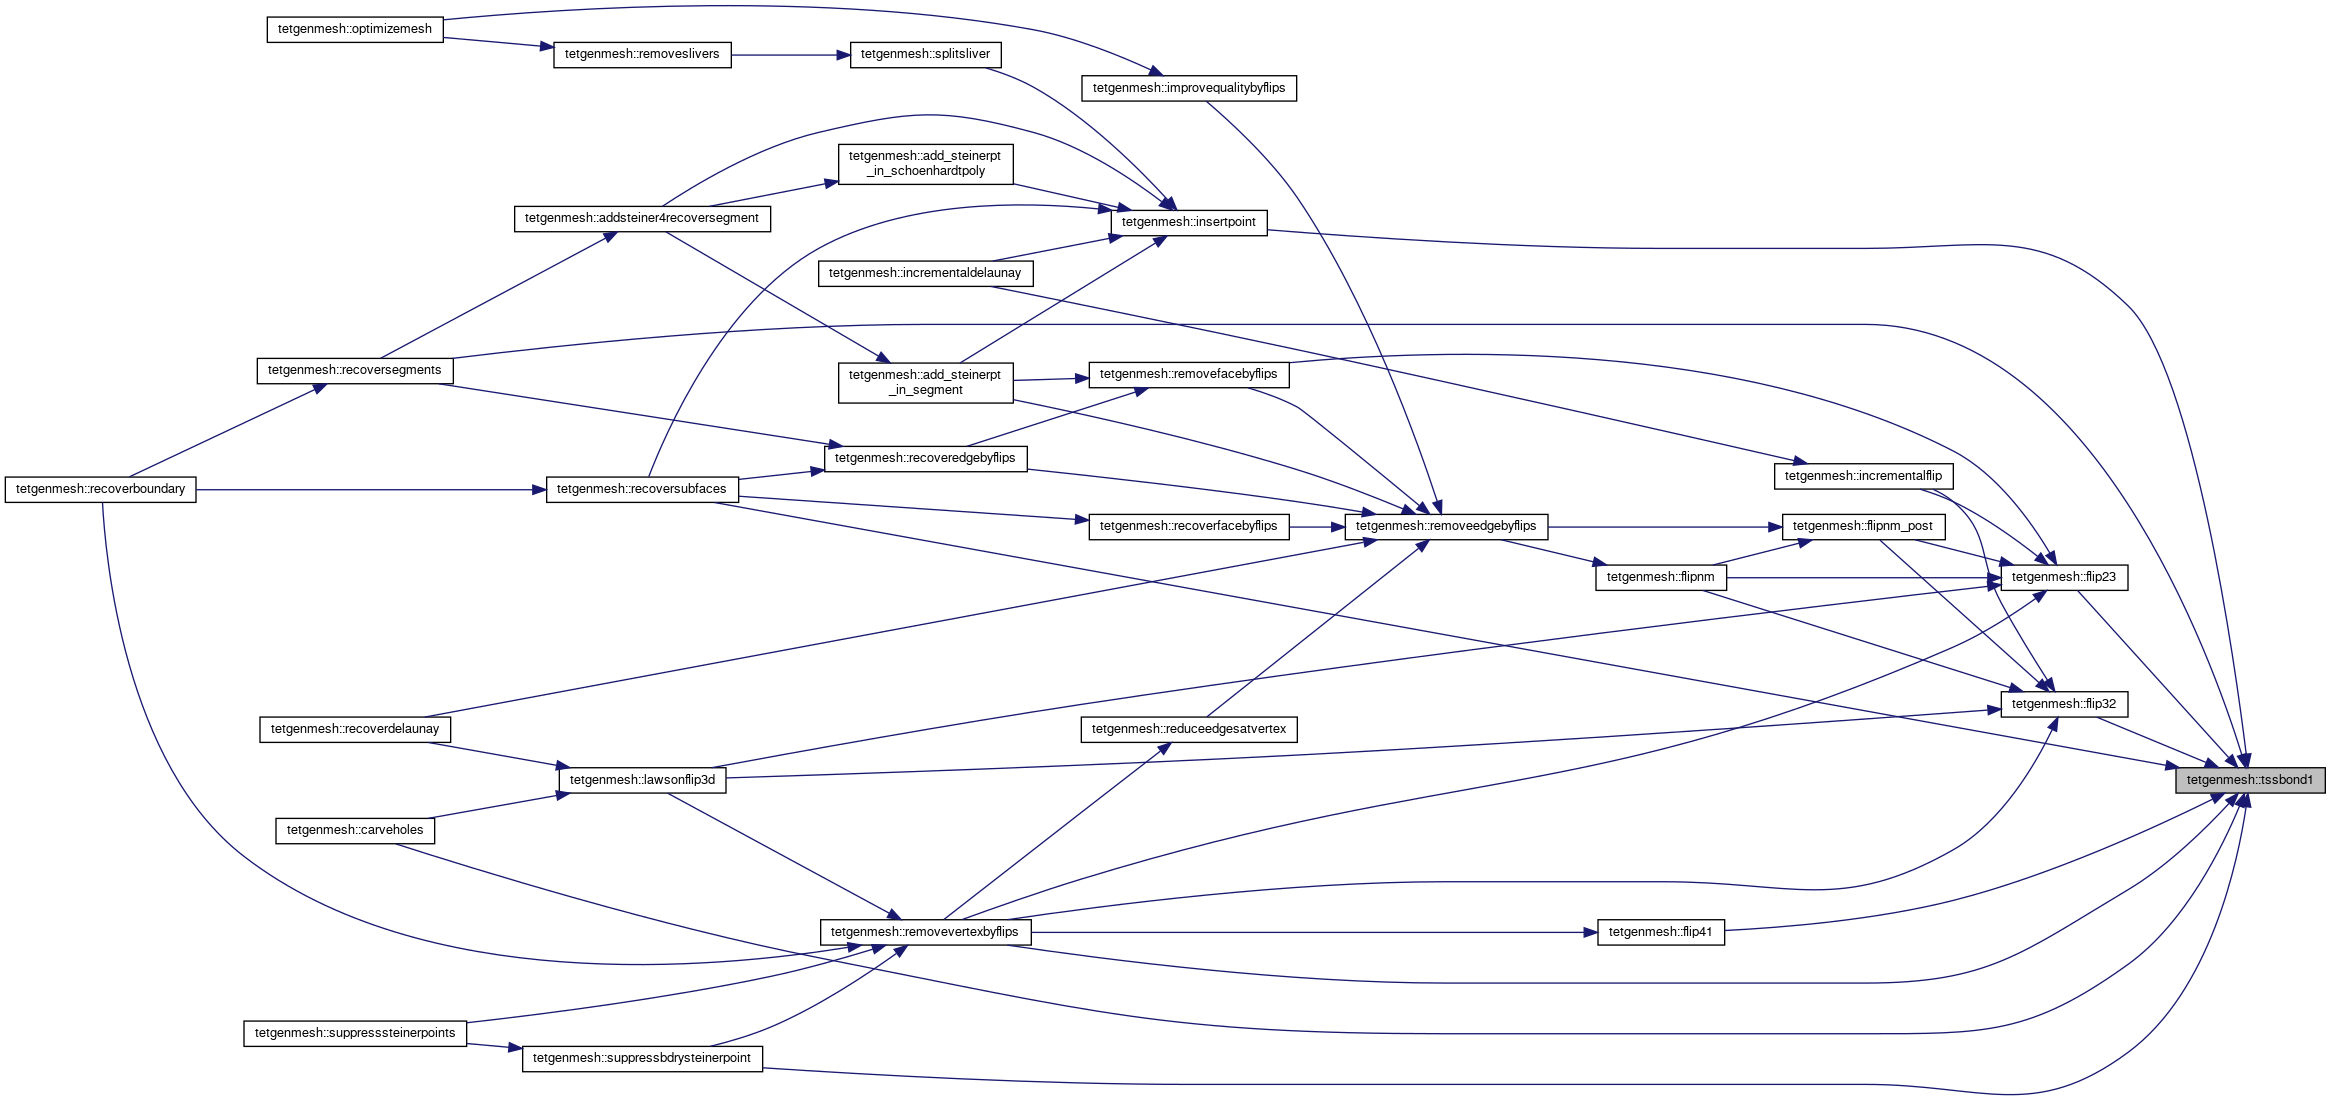 tetgenmesh::optimizemesh
tetgenmesh::removeslivers
tetgenmesh::splitsliver
tetgenmesh::improvequalitybyflips
tetgenmesh::add_steinerpt
_in_schoenhardtpoly
tetgenmesh::addsteiner4recoversegment
tetgenmesh::insertpoint
tetgenmesh::incrementaldelaunay
tetgenmesh::recoversegments
tetgenmesh::add_steinerpt
_in_segment
tetgenmesh::removefacebyflips
tetgenmesh::recoveredgebyflips
tetgenmesh::incrementalflip
tetgenmesh::recoverboundary
tetgenmesh::recoversubfaces
tetgenmesh::recoverfacebyflips
tetgenmesh::removeedgebyflips
tetgenmesh::flipnm_post
tetgenmesh::flipnm
tetgenmesh::flip23
tetgenmesh::flip32
tetgenmesh::recoverdelaunay
tetgenmesh::reduceedgesatvertex
tetgenmesh::lawsonflip3d
tetgenmesh::tssbond1
tetgenmesh::carveholes
tetgenmesh::removevertexbyflips
tetgenmesh::flip41
tetgenmesh::suppresssteinerpoints
tetgenmesh::suppressbdrysteinerpoint